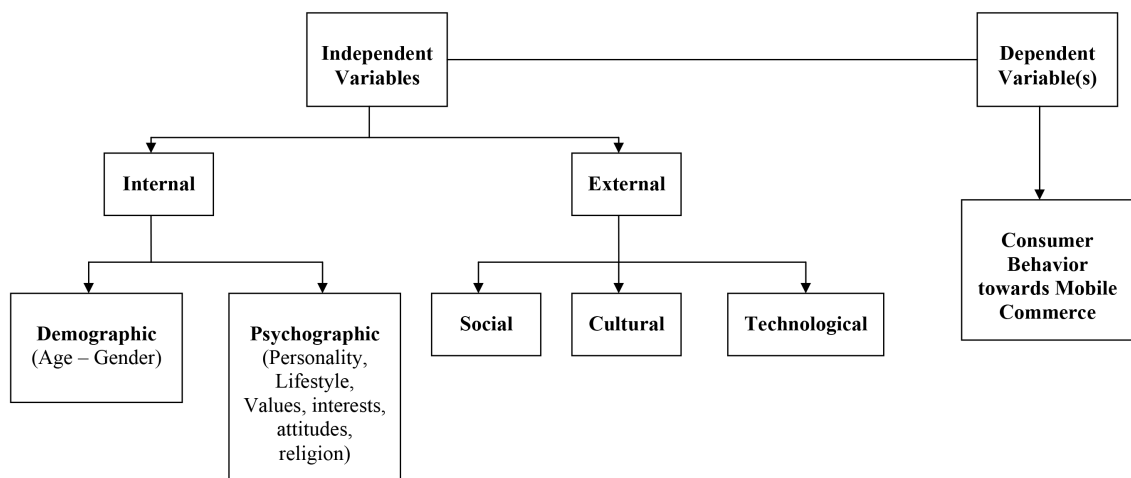 Independent
Variables
Dependent
Variable(s)
Internal
External
Consumer
Behavior
towards Mobile
Commerce
Demographic
(Age – Gender)
Psychographic
(Personality,
Lifestyle,
Values, interests,
attitudes,
religion)
Social
Cultural
Technological